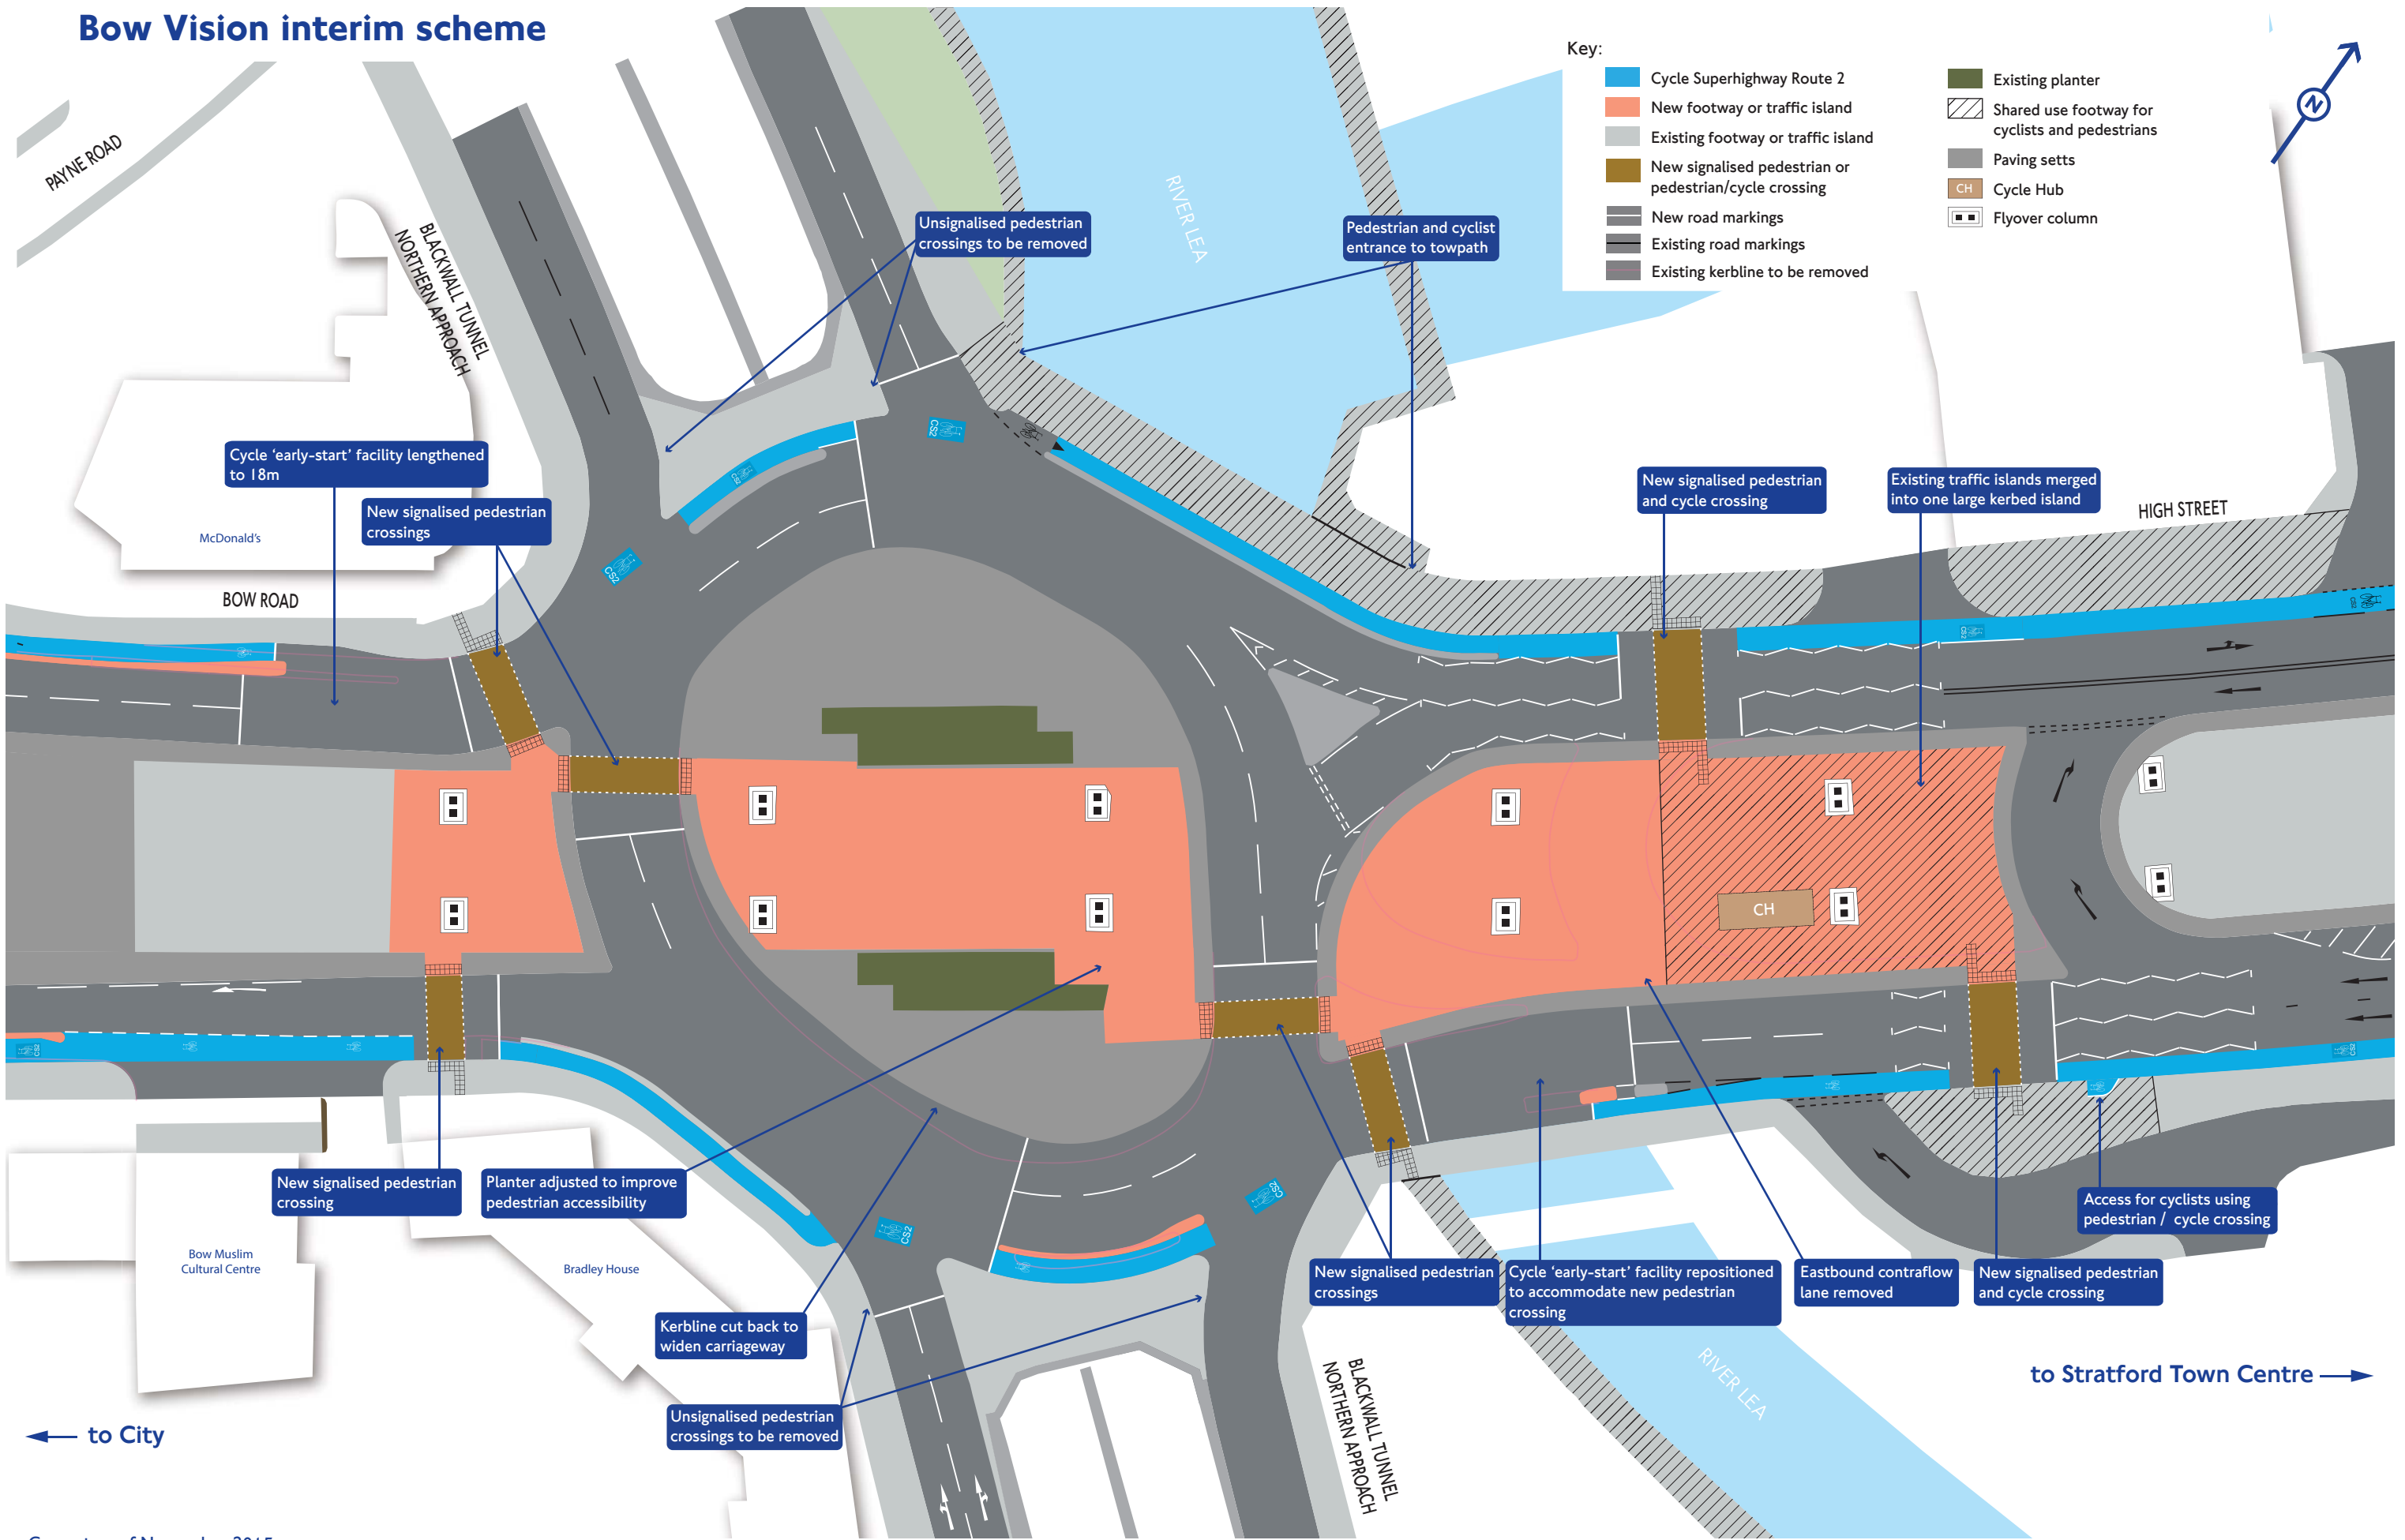 Bow Vision interim scheme
Key:
Cycle Superhighway Route 2
New footway or traffic island
Existing footway or traffic island
New signalised pedestrian or
pedestrian/cycle crossing
New road markings
Existing road markings
Existing kerbline to be removed
Existing planter
Shared use footway for
cyclists and pedestrians
Paving setts
CH
Cycle Hub
Flyover column
N
PAYNE ROAD
BLACKWALL TUNNEL
NORTHERN APPROACH
RIVER LEA
Unsignalised pedestrian
crossings to be removed
Pedestrian and cyclist
entrance to towpath
Cycle ‘early-start’ facility lengthened
to 18m
New signalised pedestrian
crossings
McDonald's
BOW ROAD
New signalised pedestrian
and cycle crossing
Existing traffic islands merged
into one large kerbed island
HIGH STREET
CS2
CS2
CS2
CS2
CS2
CH
CS2
CS2
New signalised pedestrian
crossing
Planter adjusted to improve
pedestrian accessibility
Bow Muslim
Cultural Centre
Bradley House
CS2
CS2
Kerbline cut back to
widen carriageway
Unsignalised pedestrian
crossings to be removed
New signalised pedestrian
crossings
Cycle ‘early-start’ facility repositioned
to accommodate new pedestrian
crossing
Eastbound contraflow
lane removed
New signalised pedestrian
and cycle crossing
Access for cyclists using
pedestrian / cycle crossing
BLACKWALL TUNNEL
NORTHERN APPROACH
RIVER LEA
to Stratford Town Centre
to City